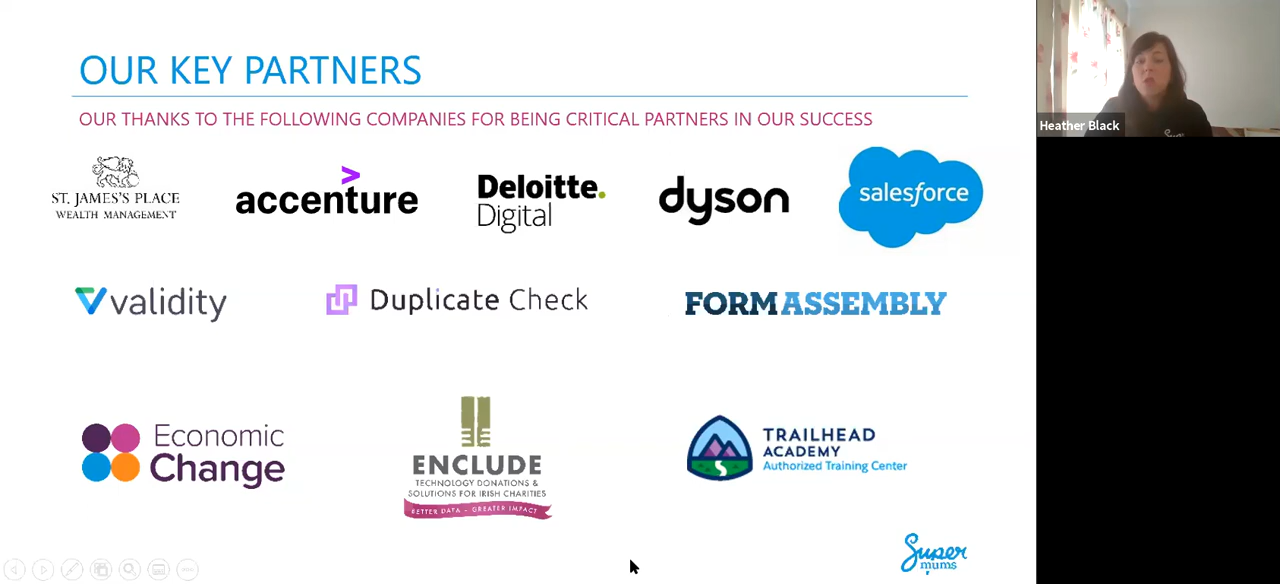 OUR KEY PARTNERS
OUR THANKS TO THE FOLLOWING COMPANIES FOR BEING CRITICAL PARTNERS IN OUR SUCCESS
Heather Black
ST. JAMES'S PLACE
WEALTH MANAGEMENT
accenture
Deloitte.
Digital
dyson
salesforce
validity
Duplicate Check
FORMASSEMBLY
Economic
Change
ENCLUDE
TECHNOLOGY DONATIONS &
SOLUTIONS FOR IRISH CHARITIES
BETTER DATA - GREATER IMPACT
TRAILHEAD
ACADEMY
Authorized Training Center
Super
mums